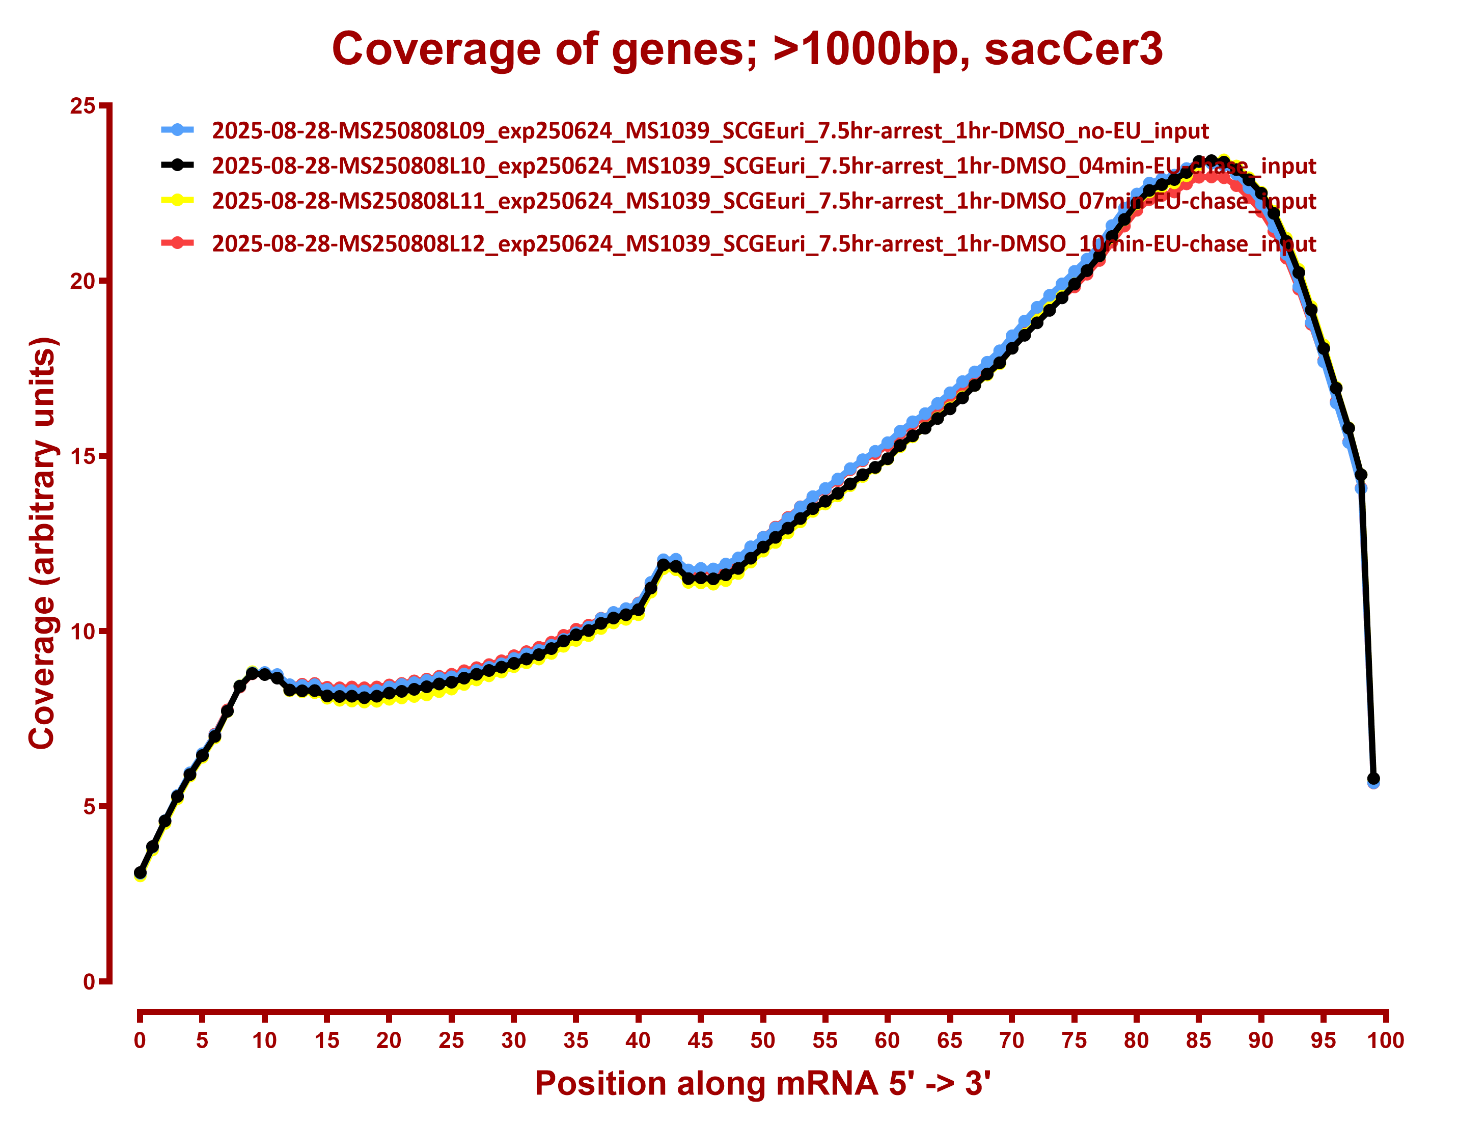 Coverage of genes; >1000bp, sacCer3
2025-08-28-MS250808L09_exp250624_MS1039_SCGEuri_7.5hr-arrest_1hr-DMSO_no-EU_input
2025-08-28-MS250808L10_exp250624_MS1039_SCGEuri_7.5hr-arrest_1hr-DMSO_04min-EU-chase_input
2025-08-28-MS250808L11_exp250624_MS1039_SCGEuri_7.5hr-arrest_1hr-DMSO_07min-EU-chase_input
2025-08-28-MS250808L12_exp250624_MS1039_SCGEuri_7.5hr-arrest_1hr-DMSO_10min-EU-chase_input
Coverage (arbitrary units)
25
20
15
10
5
0
0 5 10 15 20 25 30 35 40 45 50 55 60 65 70 75 80 85 90 95 100
Position along mRNA 5' -> 3'